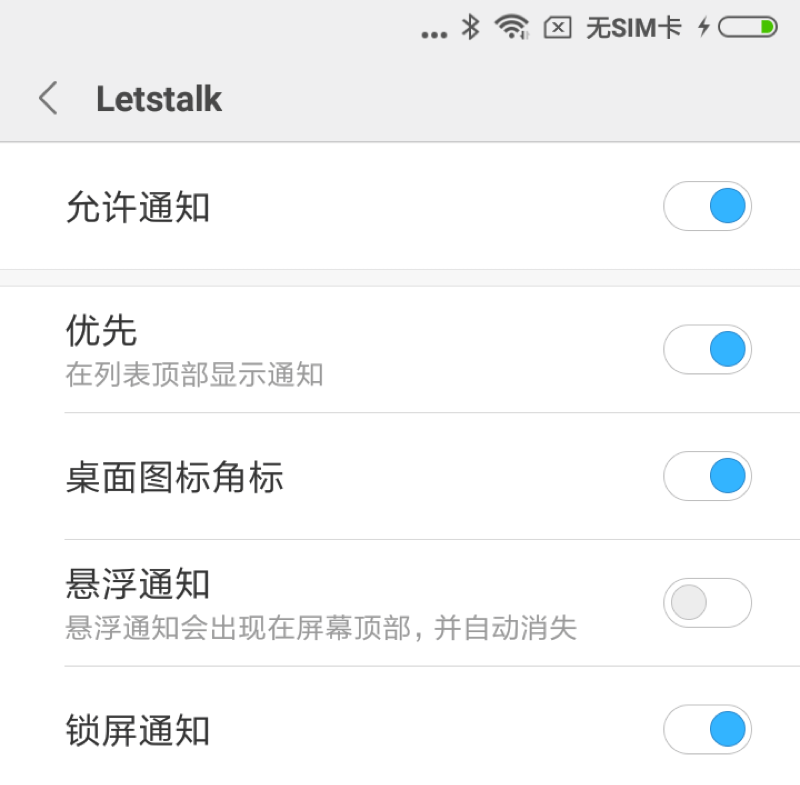 ... 无SIM卡
Letstalk
允许通知
优先
在列表顶部显示通知
桌面图标角标
悬浮通知
悬浮通知会出现在屏幕顶部，并自动消失
锁屏通知